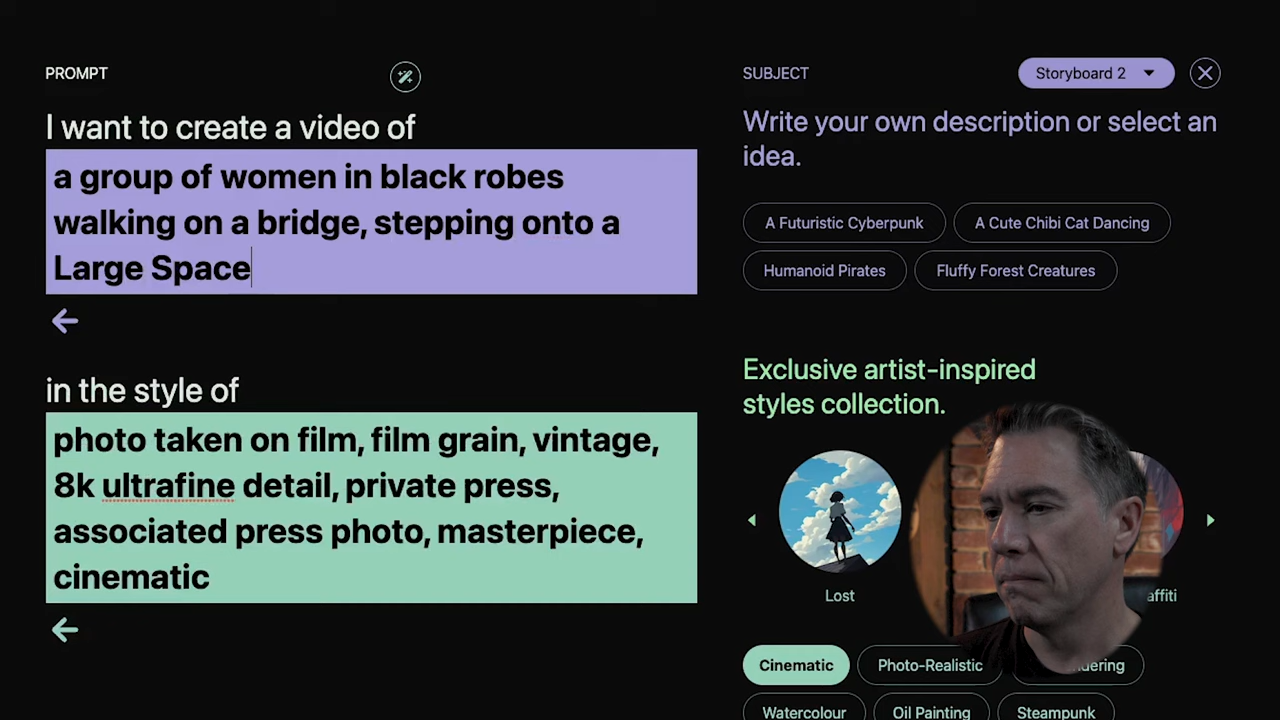 PROMPT
I want to create a video of
a group of women in black robes
walking on a bridge, stepping onto a
Large Space
in the style of
photo taken on film, film grain, vintage,
8k ultrafine detail, private press,
associated press photo, masterpiece,
cinematic
SUBJECT
Storyboard 2
Write your own description or select an
idea.
A Futuristic Cyberpunk
A Cute Chibi Cat Dancing
Humanoid Pirates
Fluffy Forest Creatures
Exclusive artist-inspired
styles collection.
Lost
Cinematic
Photo-Realistic
Watercolour
Oil Painting
Steampunk